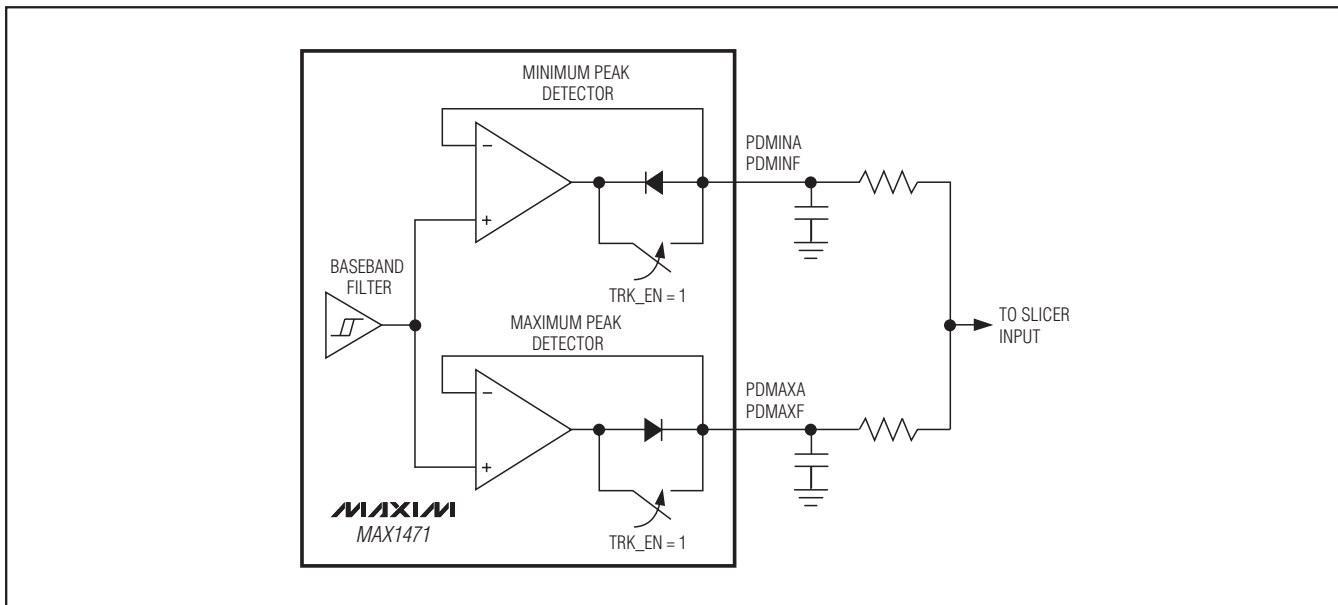 MINIMUM PEAK
DETECTOR
−
+
PDMINA
PDMINF
TRK_EN = 1
BASEBAND
FILTER
MAXIMUM PEAK
DETECTOR
−
+
PDMAXA
PDMAXF
TRK_EN = 1
TO SLICER
INPUT
MAXIM
MAX1471